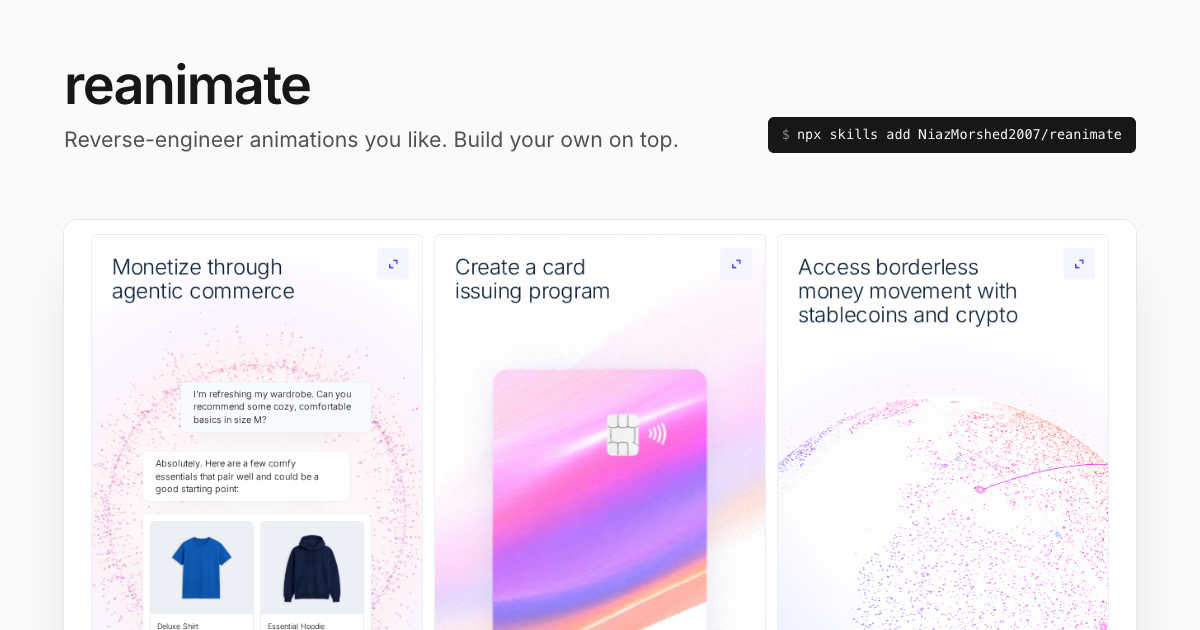 reanimate
Reverse-engineer animations you like. Build your own on top.
$ npx skills add NiazMorshed2007/reanimate
Monetize through
agentic commerce
I'm refreshing my wardrobe. Can you
recommend some cozy, comfortable
basics in size M?
Absolutely. Here are a few comfy
essentials that pair well and could be a
good starting point:
Deluxe Shirt
Essential Hoodie
Create a card
issuing program
Access borderless
money movement with
stablecoins and crypto